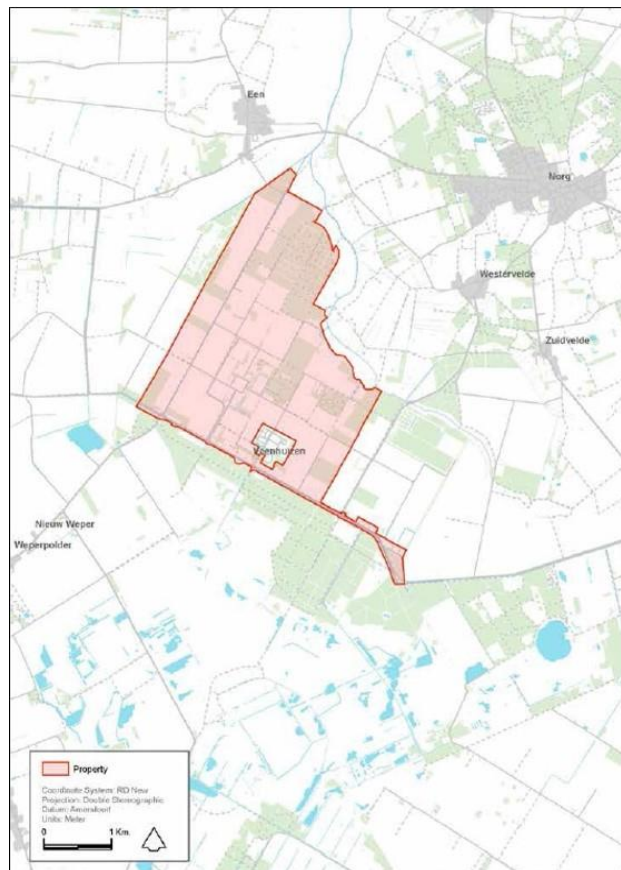 Een
Norg
Westervelde
Zuidvelde
Veenhuizen
Nieuw Weper
Weperpolder
Property
Coordinate System: RD New
Projection: Double Stereographic
Datum: Amersfoort
Units: Meter
0 1 Km.